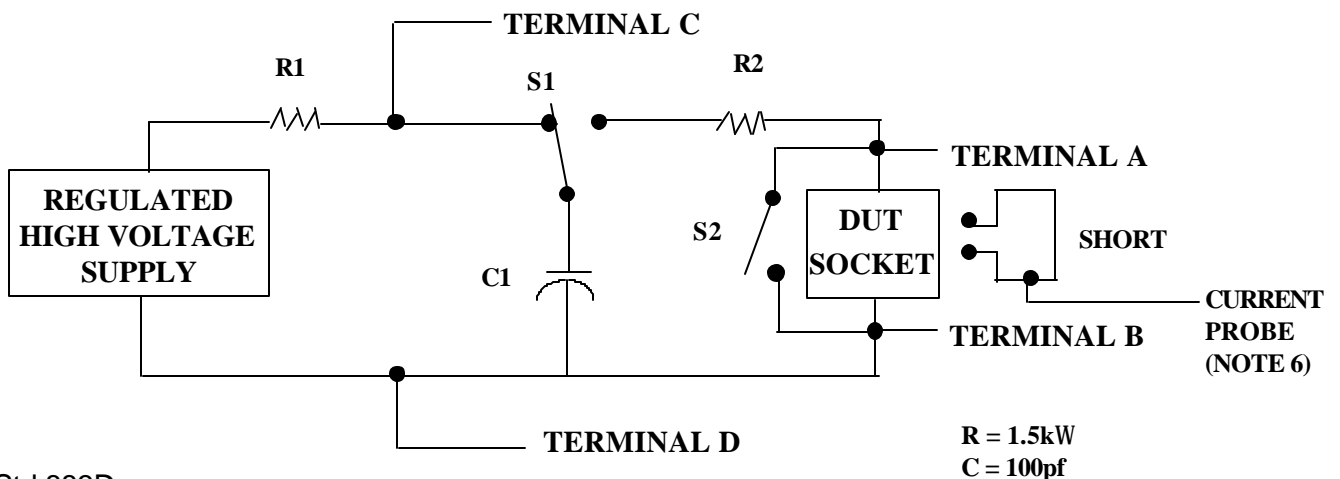 TERMINAL C
R1
S1
R2
TERMINAL A
REGULATED
HIGH VOLTAGE
SUPPLY
C1
S2
DUT
SOCKET
SHORT
CURRENT
PROBE
(NOTE 6)
TERMINAL B
TERMINAL D
R = 1.5kW
C = 100pf